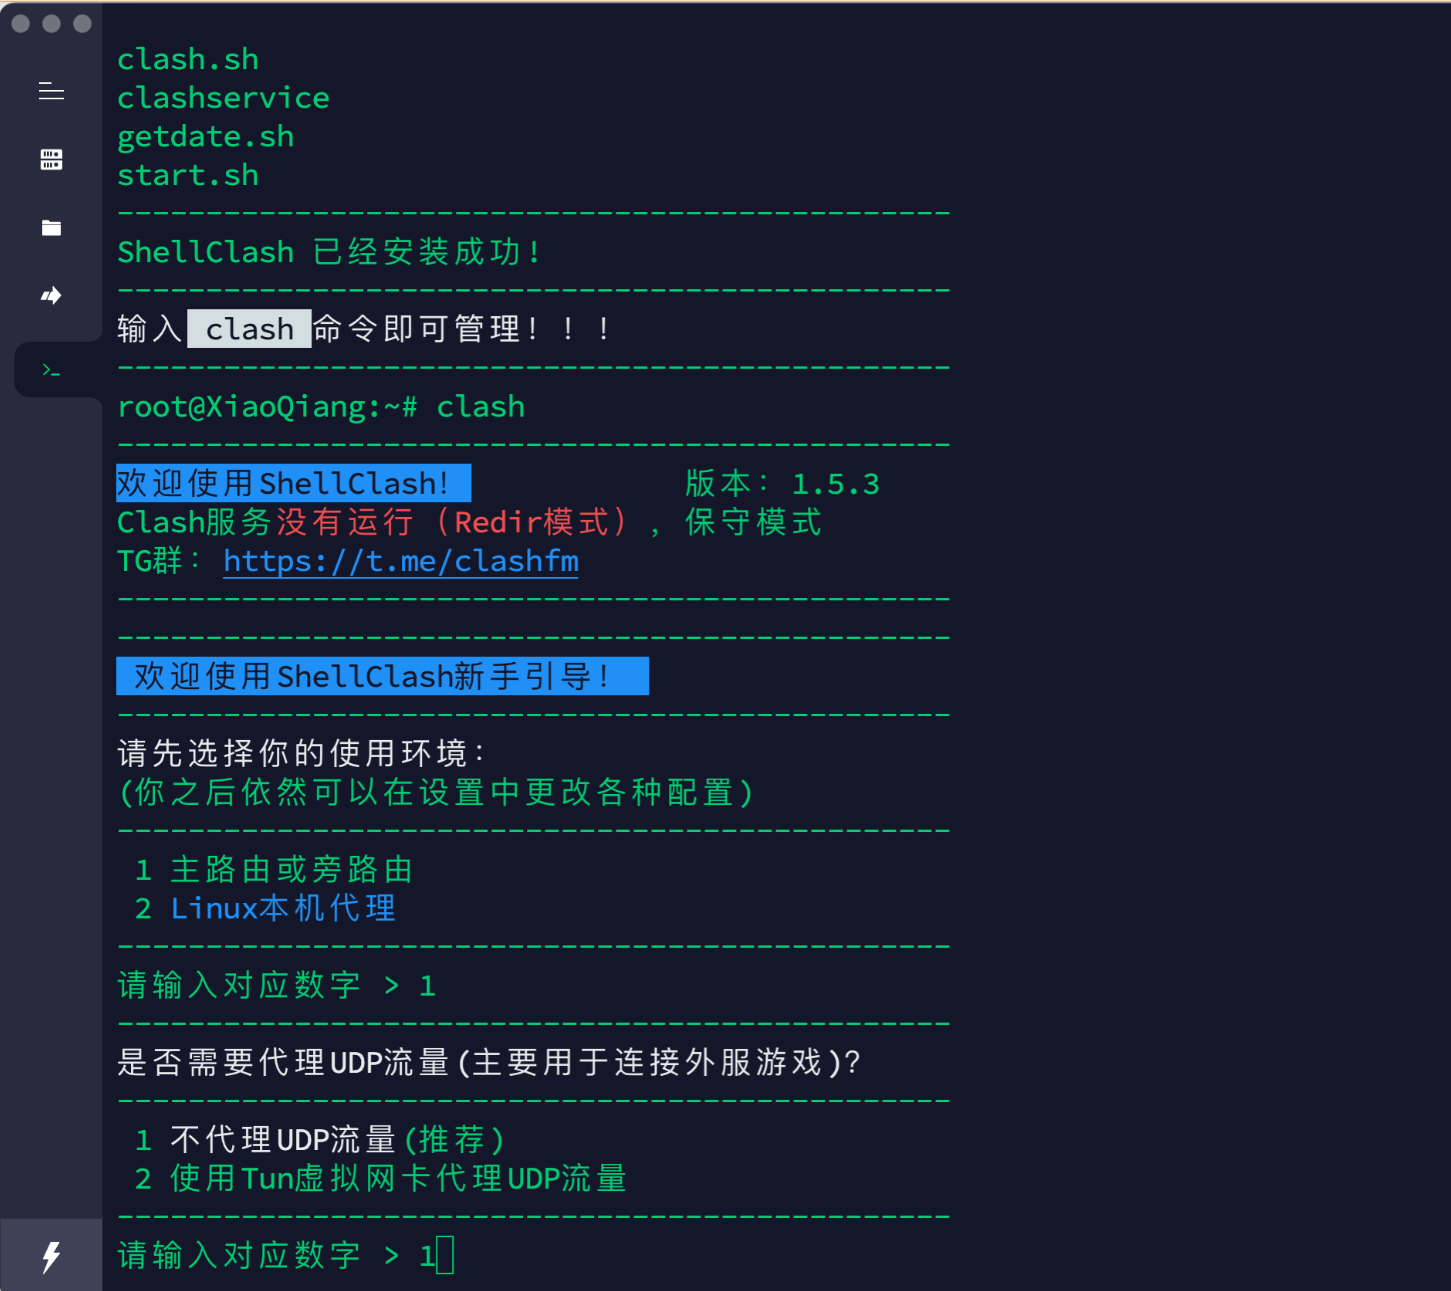 clash.sh
clashservice
getdate.sh
start.sh
-----------------------------------------------
ShellClash 已经安装成功!
-----------------------------------------------
输入 clash 命令即可管理！！！
-----------------------------------------------
root@XiaoQiang:~# clash
-----------------------------------------------
欢迎使用ShellClash！ 版本：1.5.3
Clash服务没有运行（Redir模式），保守模式
TG群：https://t.me/clashfm
-----------------------------------------------
-----------------------------------------------
欢迎使用ShellClash新手引导！
-----------------------------------------------
请先选择你的使用环境：
(你之后依然可以在设置中更改各种配置)
-----------------------------------------------
1 主路由或旁路由
2 Linux本机代理
-----------------------------------------------
请输入对应数字 > 1
-----------------------------------------------
是否需要代理UDP流量(主要用于连接外服游戏)？
-----------------------------------------------
1 不代理UDP流量(推荐)
2 使用Tun虚拟网卡代理UDP流量
-----------------------------------------------
请输入对应数字 > 1